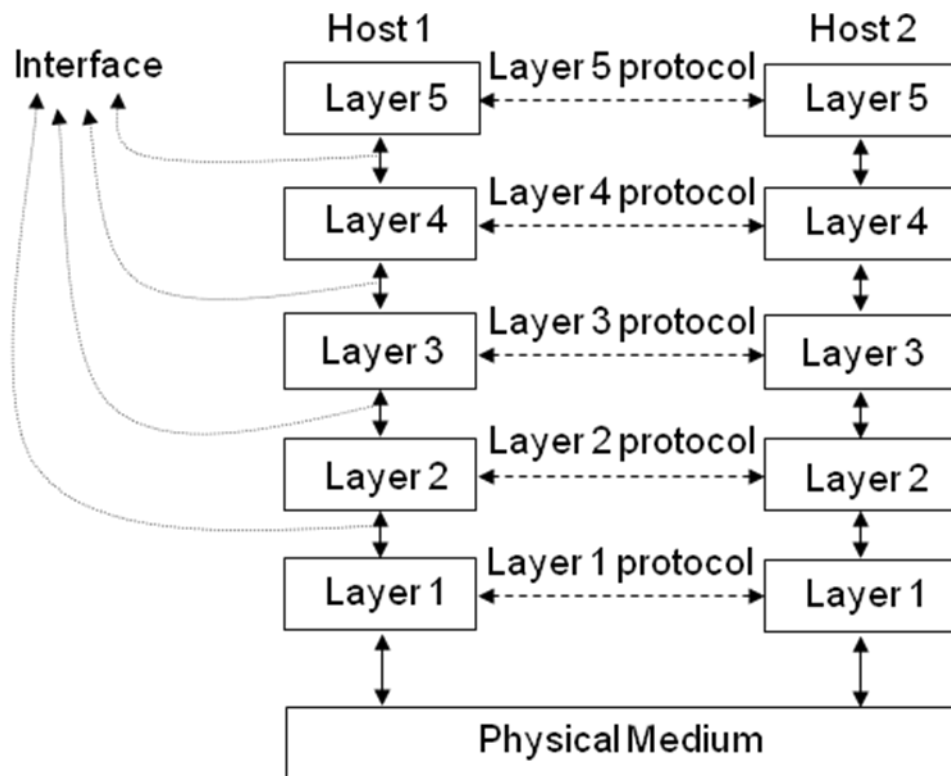 Host 1
Host 2
Interface
Layer 5 protocol
Layer 5
Layer 5
Layer 4 protocol
Layer 4
Layer 4
Layer 3 protocol
Layer 3
Layer 3
Layer 2 protocol
Layer 2
Layer 2
Layer 1 protocol
Layer 1
Layer 1
Physical Medium